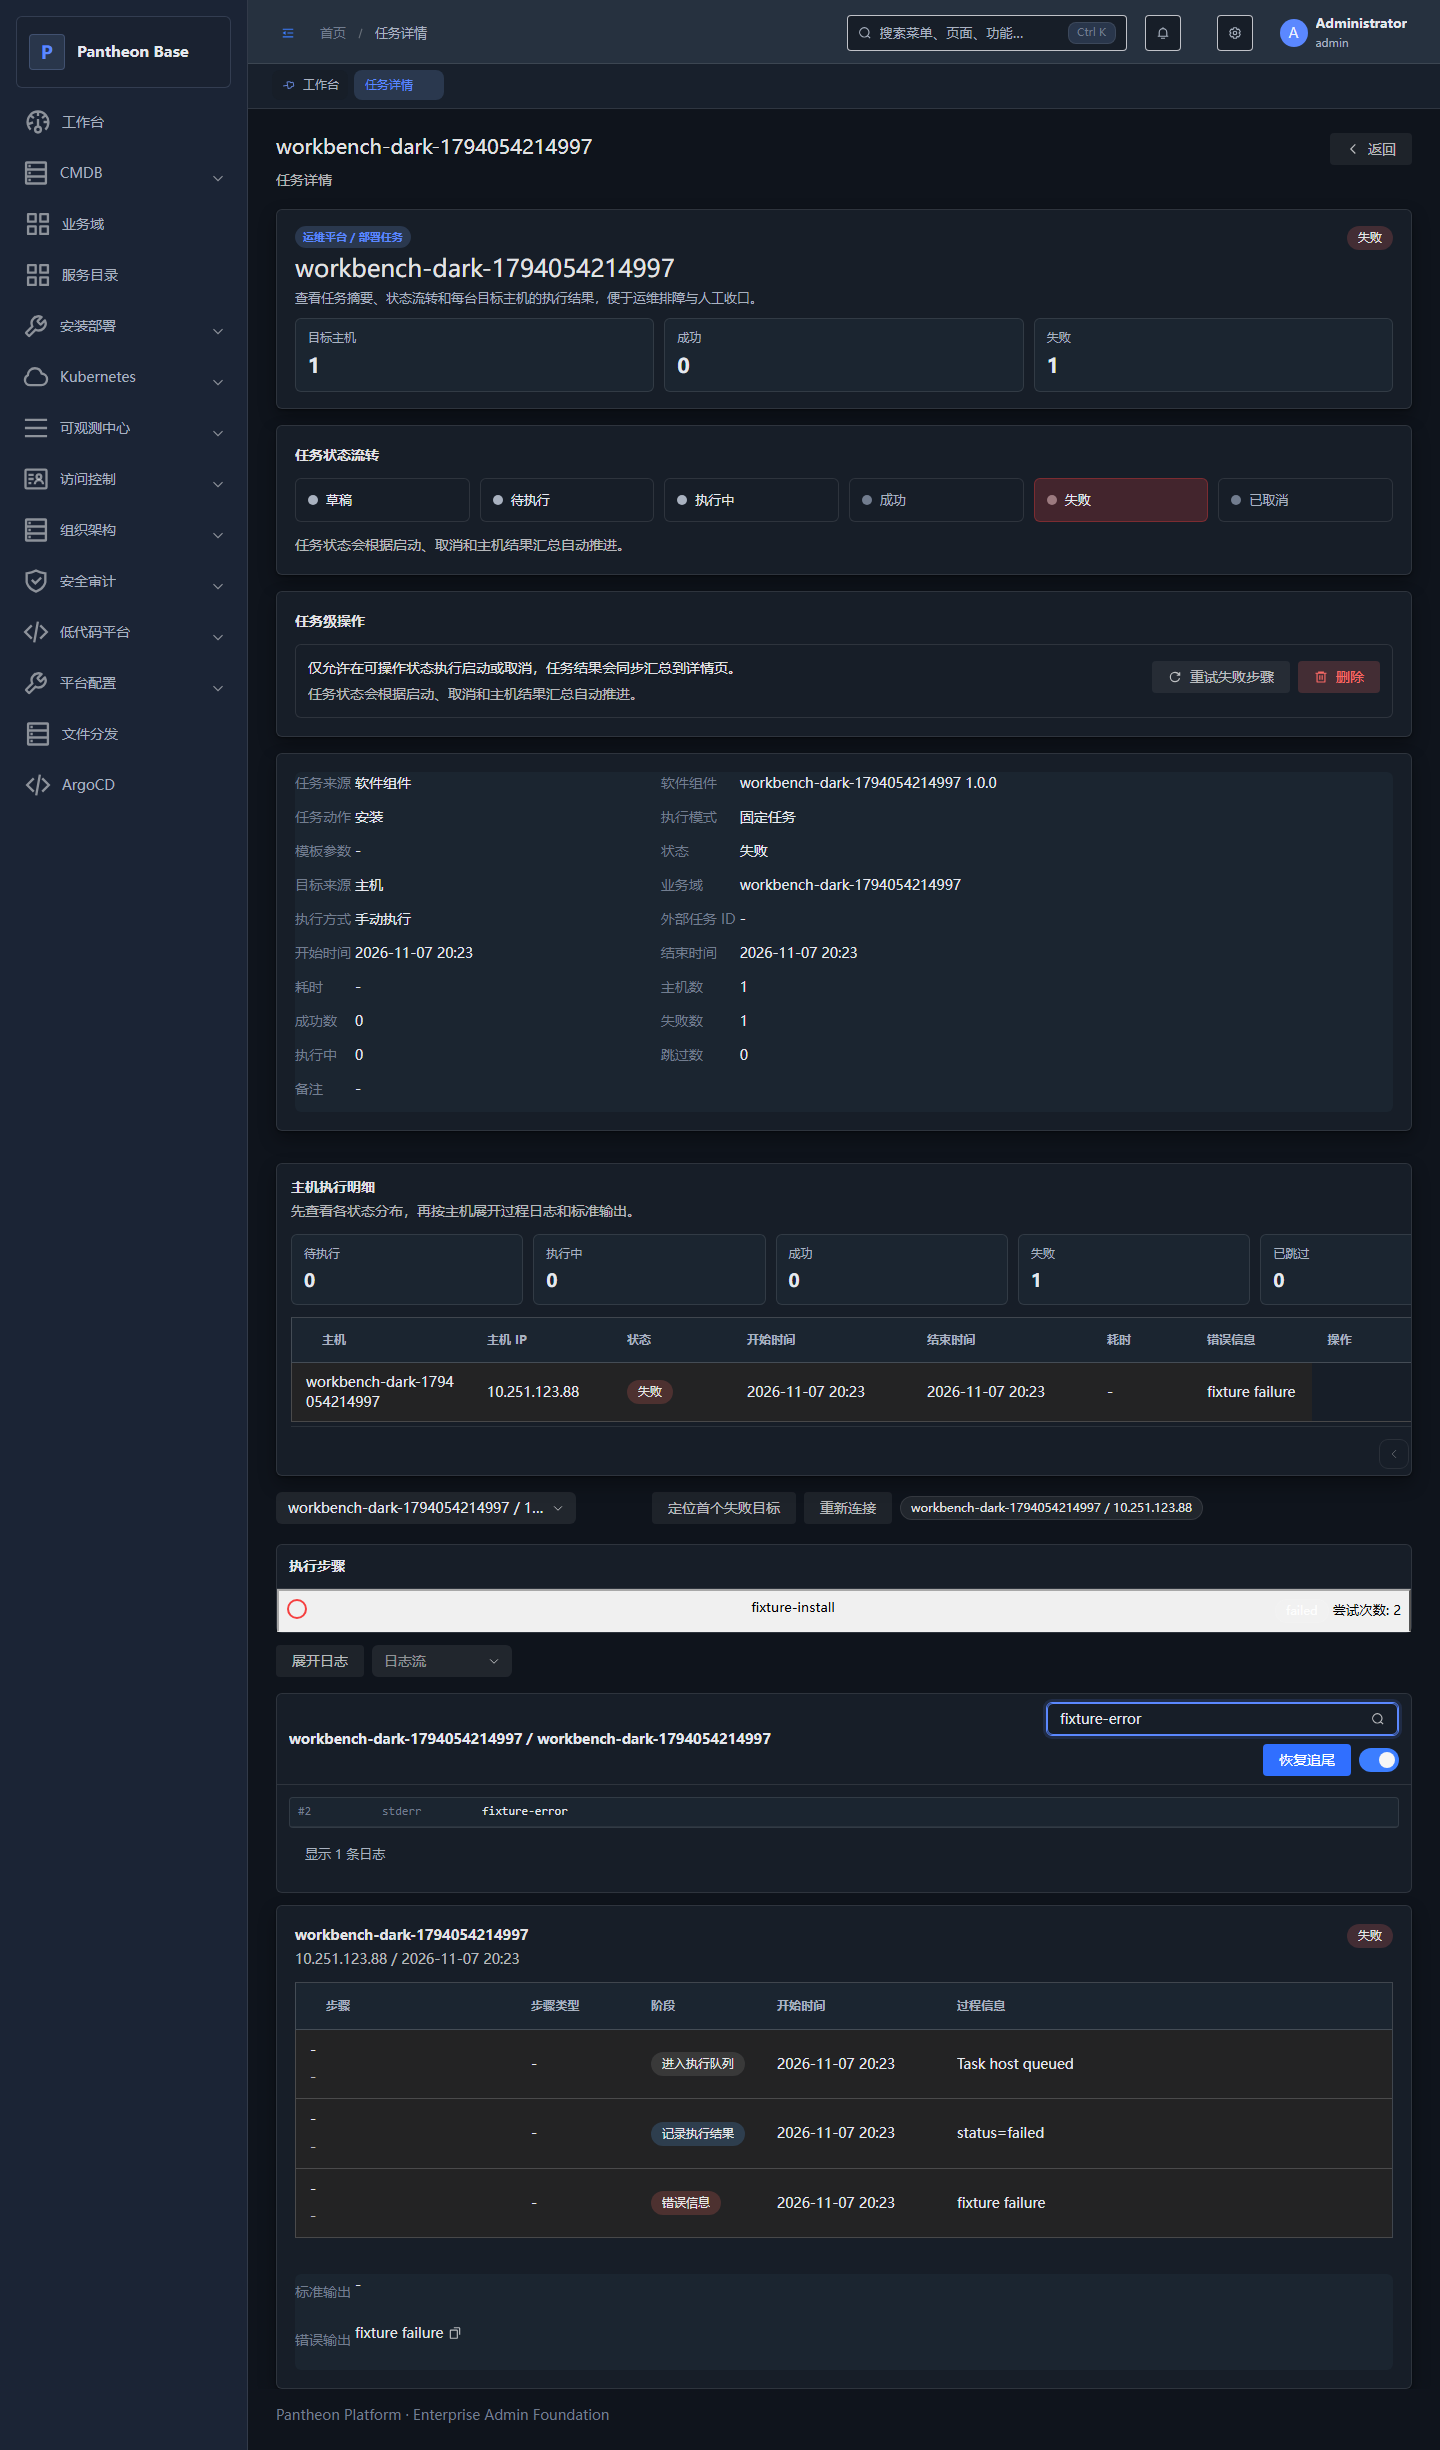 P Pantheon Base
工作台
CMDB
业务域
服务目录
安装部署
Kubernetes
可观测中心
访问控制
组织架构
安全审计
低代码平台
平台配置
文件分发
ArgoCD
首页 / 任务详情
搜索菜单、页面、功能... Ctrl K
A Administrator
admin
工作台 任务详情
workbench-dark-1794054214997
返回
任务详情
运维平台 / 部署任务
失败
workbench-dark-1794054214997
查看任务摘要、状态流转和每台目标主机的执行结果，便于运维排障与人工收口。
目标主机 成功 失败
1 0 1
任务状态流转
草稿 待执行 执行中 成功 失败 已取消
任务状态会根据启动、取消和主机结果汇总自动推进。
任务级操作
仅允许在可操作状态执行启动或取消，任务结果会同步汇总到详情页。
任务状态会根据启动、取消和主机结果汇总自动推进。
重试失败步骤 删除
任务来源 软件组件 软件组件 workbench-dark-1794054214997 1.0.0
任务动作 安装 执行模式 固定任务
模板参数 - 状态 失败
目标来源 主机 业务域 workbench-dark-1794054214997
执行方式 手动执行 外部任务 ID -
开始时间 2026-11-07 20:23 结束时间 2026-11-07 20:23
耗时 - 主机数 1
成功数 0 失败数 1
执行中 0 跳过数 0
备注 -
主机执行明细
先查看各状态分布，再按主机展开过程日志和标准输出。
待执行 执行中 成功 失败 已跳过
0 0 0 1 0
主机 主机 IP 状态 开始时间 结束时间 耗时 错误信息 操作
workbench-dark-1794
054214997
10.251.123.88 失败 2026-11-07 20:23 2026-11-07 20:23 - fixture failure
workbench-dark-1794054214997 / 1... 定位首个失败目标 重新连接 workbench-dark-1794054214997 / 10.251.123.88
执行步骤
fixture-install failed 尝试次数: 2
展开日志 日志流
fixture-error
workbench-dark-1794054214997 / workbench-dark-1794054214997
恢复追尾
#2 stderr fixture-error
显示 1 条日志
workbench-dark-1794054214997
失败
10.251.123.88 / 2026-11-07 20:23
步骤 步骤类型 阶段 开始时间 过程信息
-
-
- 进入执行队列 2026-11-07 20:23 Task host queued
-
-
- 记录执行结果 2026-11-07 20:23 status=failed
-
-
- 错误信息 2026-11-07 20:23 fixture failure
标准输出 -
错误输出 fixture failure
Pantheon Platform · Enterprise Admin Foundation